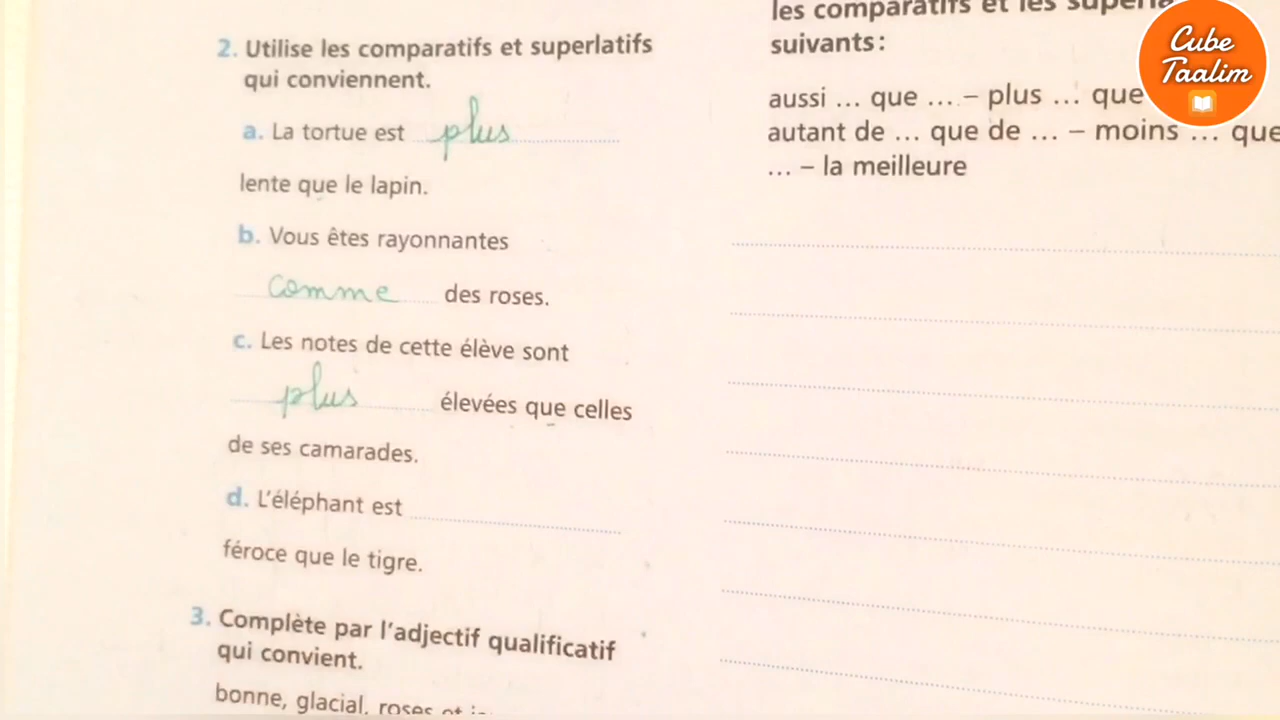 2. Utilise les comparatifs et superlatifs
qui conviennent.
a. La tortue est plus
lente que le lapin.
b. Vous êtes rayonnantes
comme des roses.
c. Les notes de cette élève sont
plus élevées que celles
de ses camarades.
d. L'éléphant est
féroce que le tigre.
3. Complète par l'adjectif qualificatif
qui convient.
bonne, glacial, roses et
les comparatifs et les
suivants :
aussi ... que ... – plus ... que
autant de ... que de ... – moins ... que
... – la meilleure
Cube
Taalim